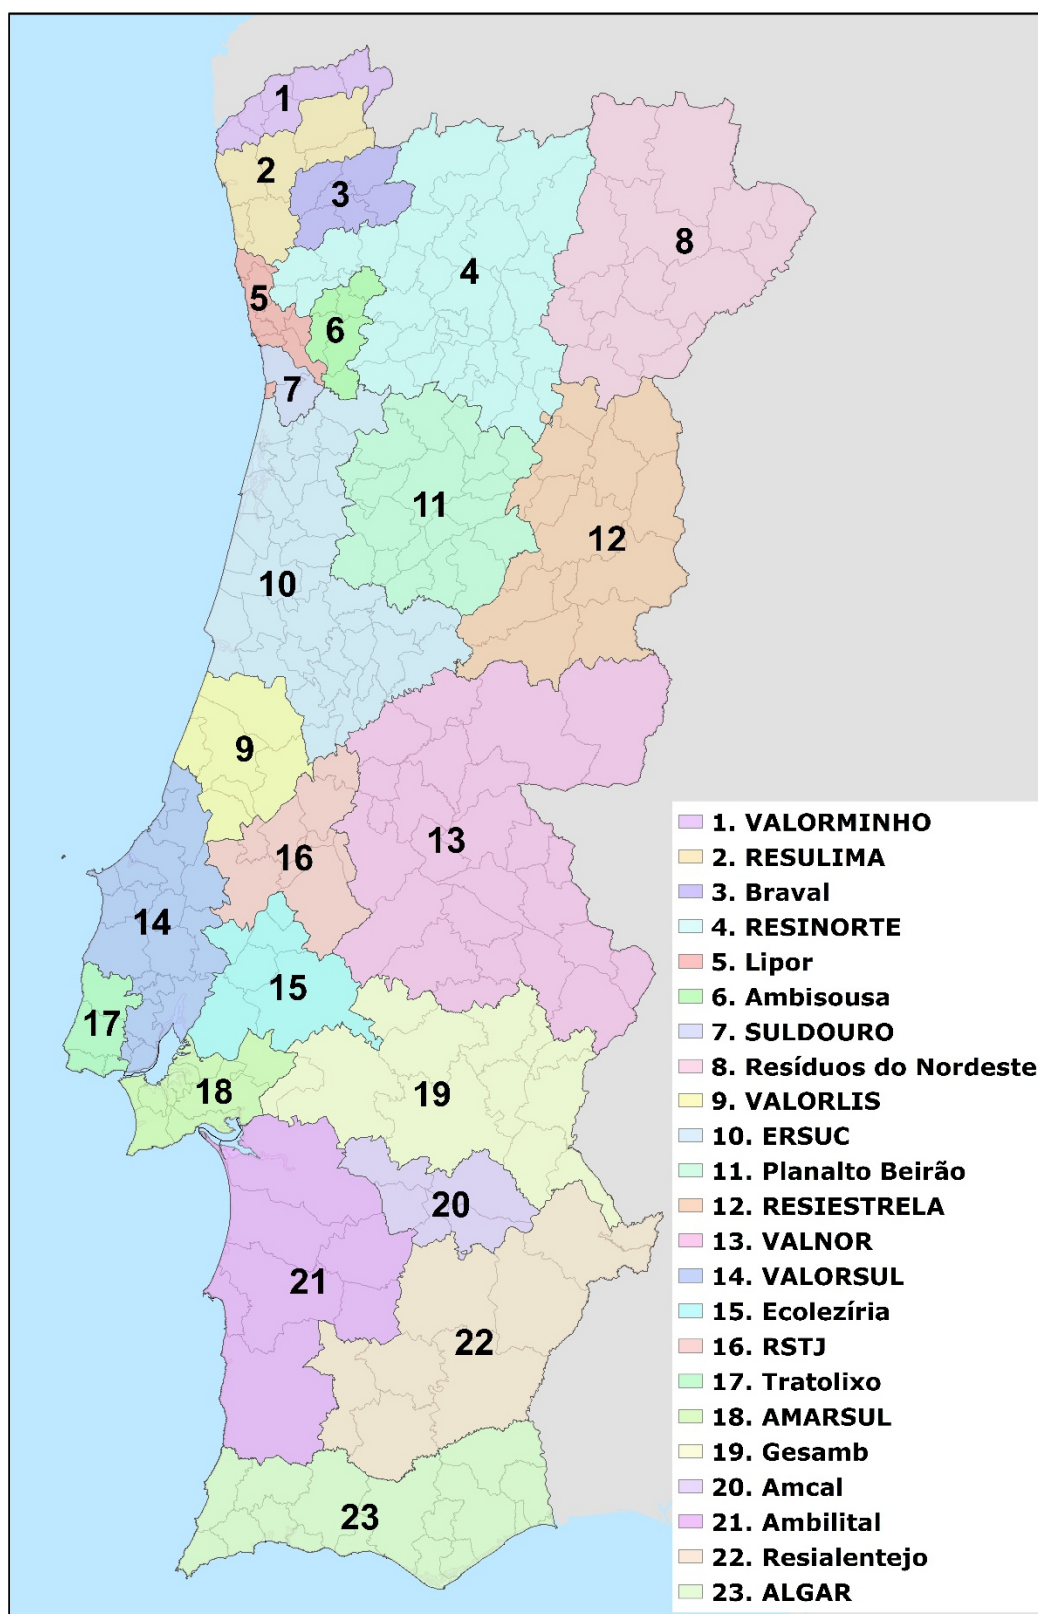 1
2
3
4
8
5
6
7
11
12
10
9
13
16
14
15
17
18
19
20
21
22
23
1. VALORMINHO
2. RESULIMA
3. Braval
4. RESINORTE
5. Lipor
6. Ambisousa
7. SULDOURO
8. Resíduos do Nordeste
9. VALORLIS
10. ERSUC
11. Planalto Beirão
12. RESIESTRELA
13. VALNOR
14. VALORSUL
15. Ecolezíria
16. RSTJ
17. Tratolixo
18. AMARSUL
19. Gesamb
20. Amcal
21. Ambilital
22. Resialentejo
23. ALGAR